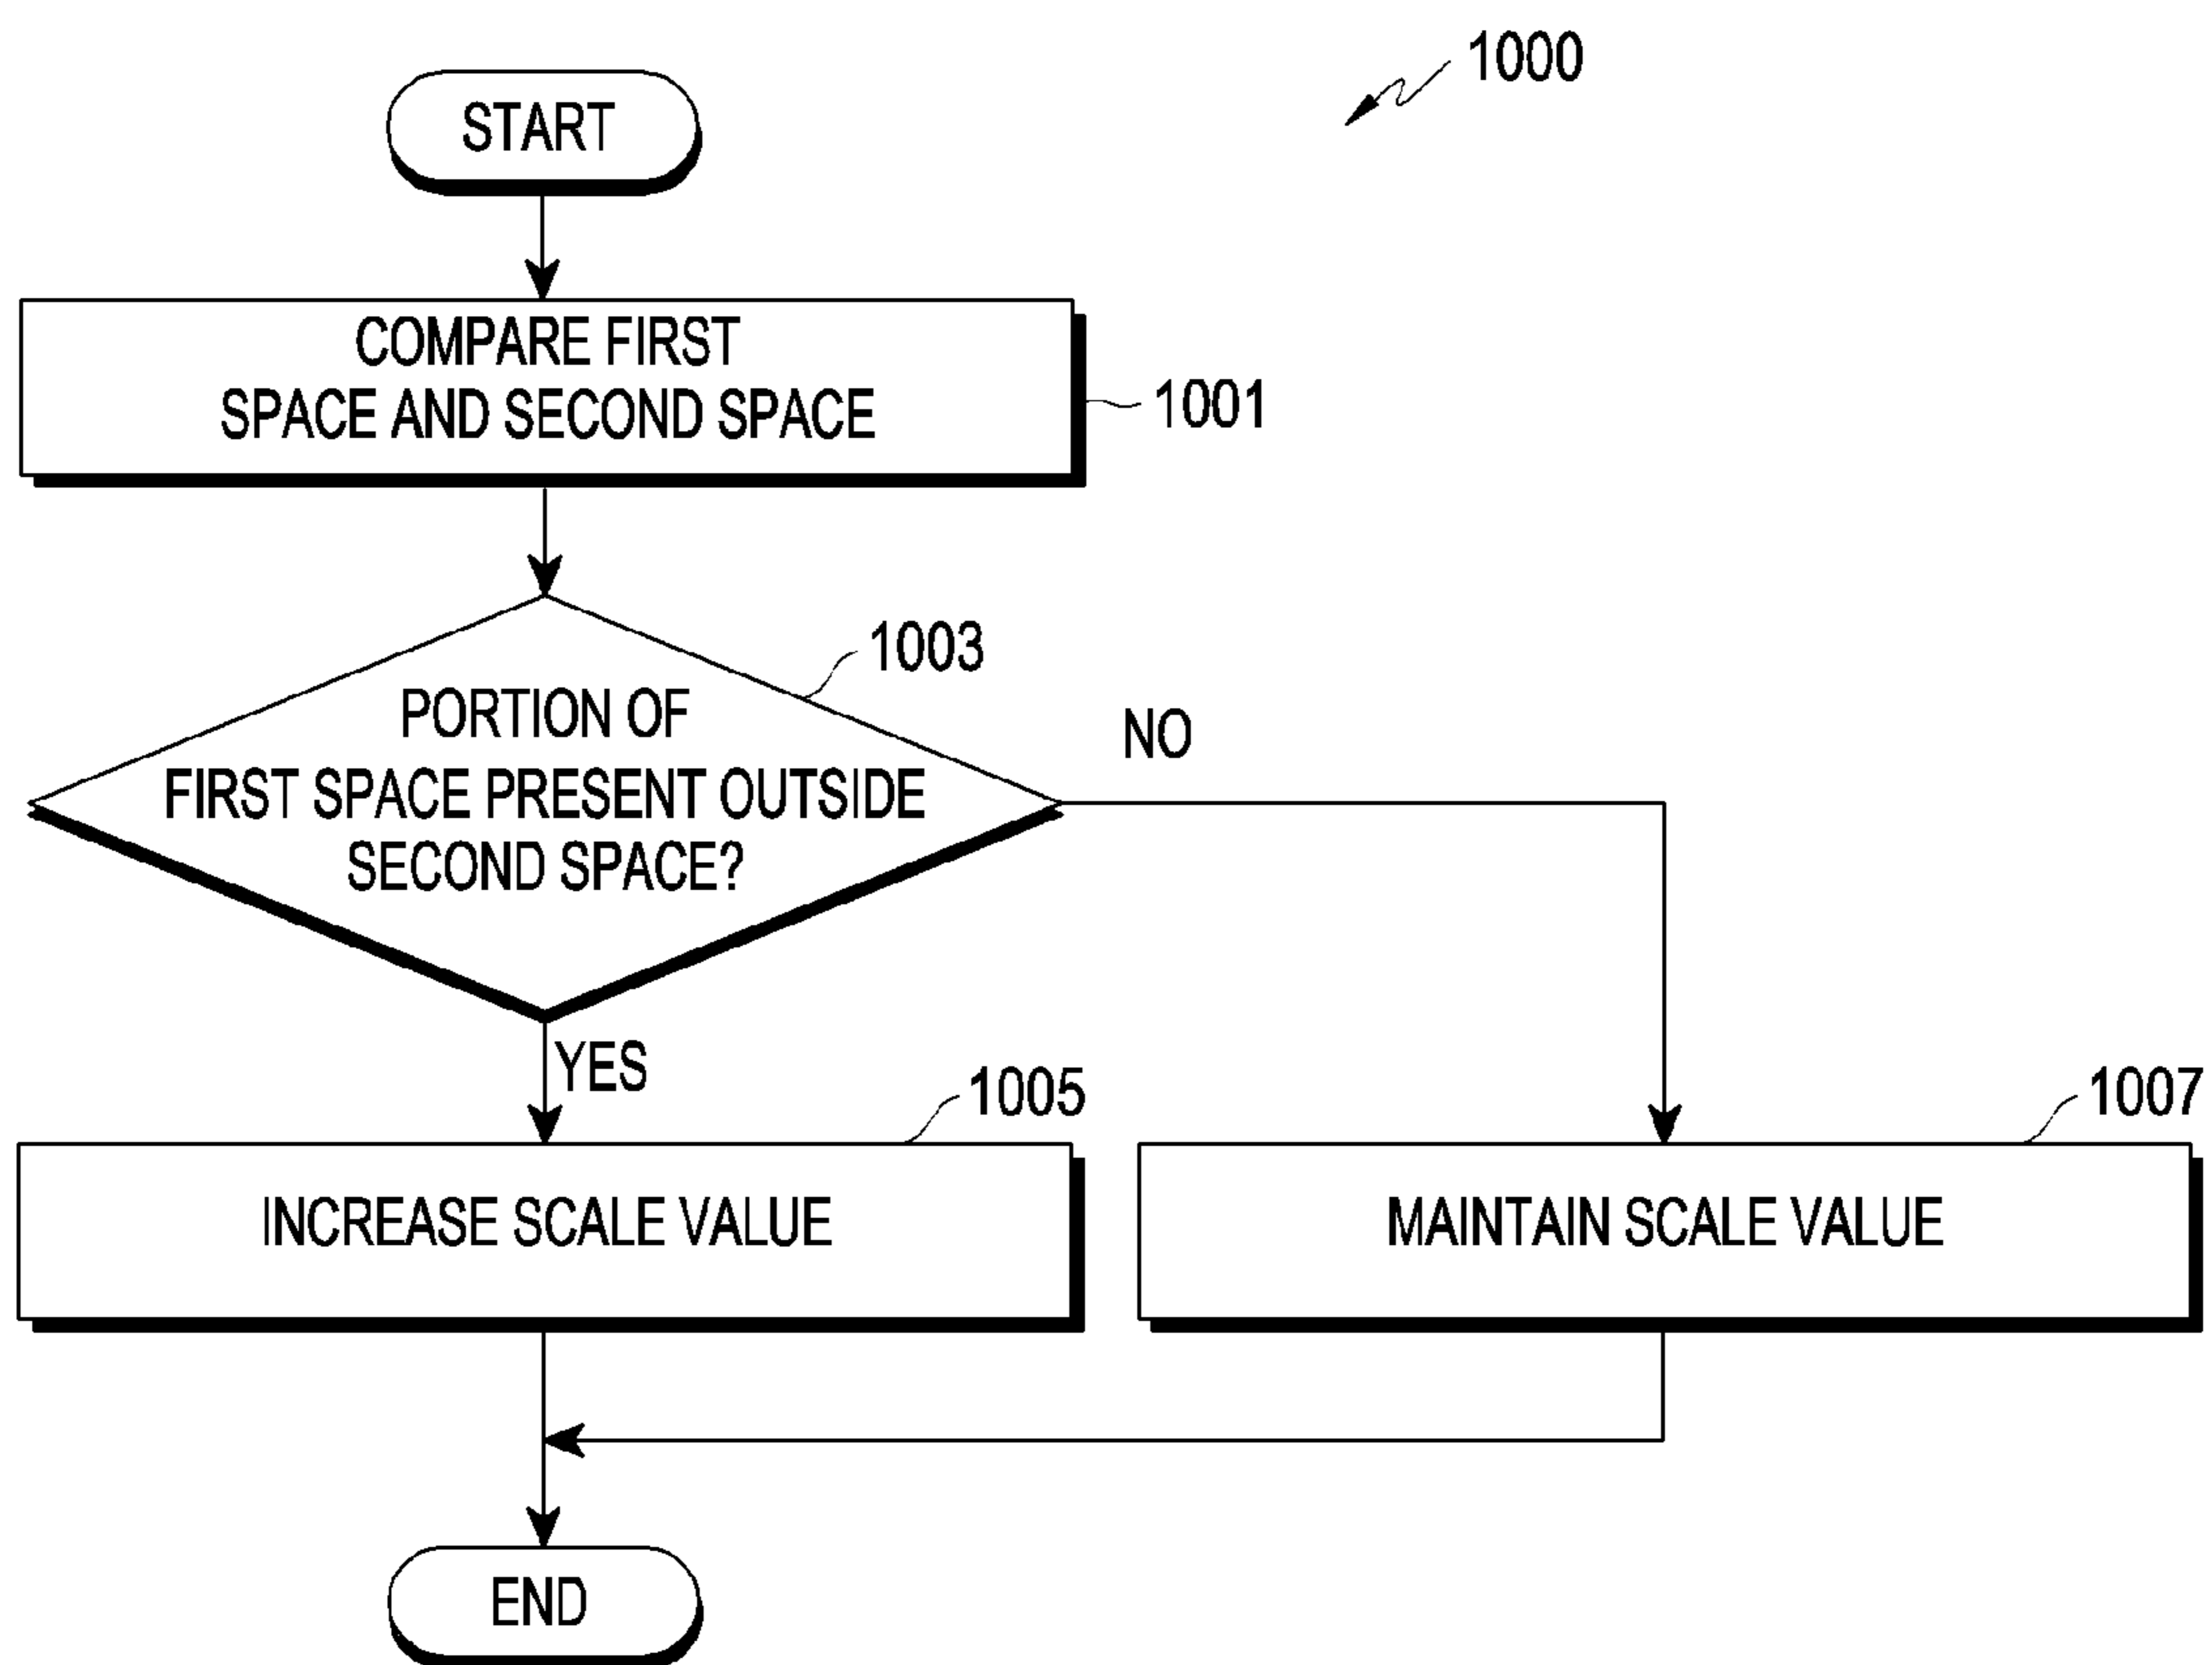 1000
START
COMPARE FIRST
SPACE AND SECOND SPACE
1001
1003
PORTION OF
FIRST SPACE PRESENT OUTSIDE
SECOND SPACE?
NO
YES
1005
1007
INCREASE SCALE VALUE
MAINTAIN SCALE VALUE
END